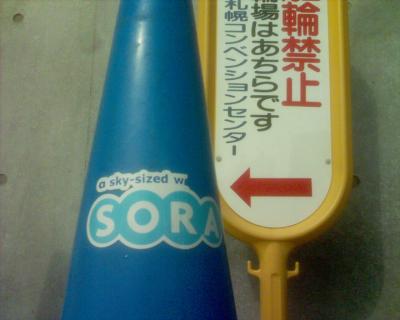 a sky-sized w
SORA
輪禁止
輪場はあちらです
札幌コンベンションセンター